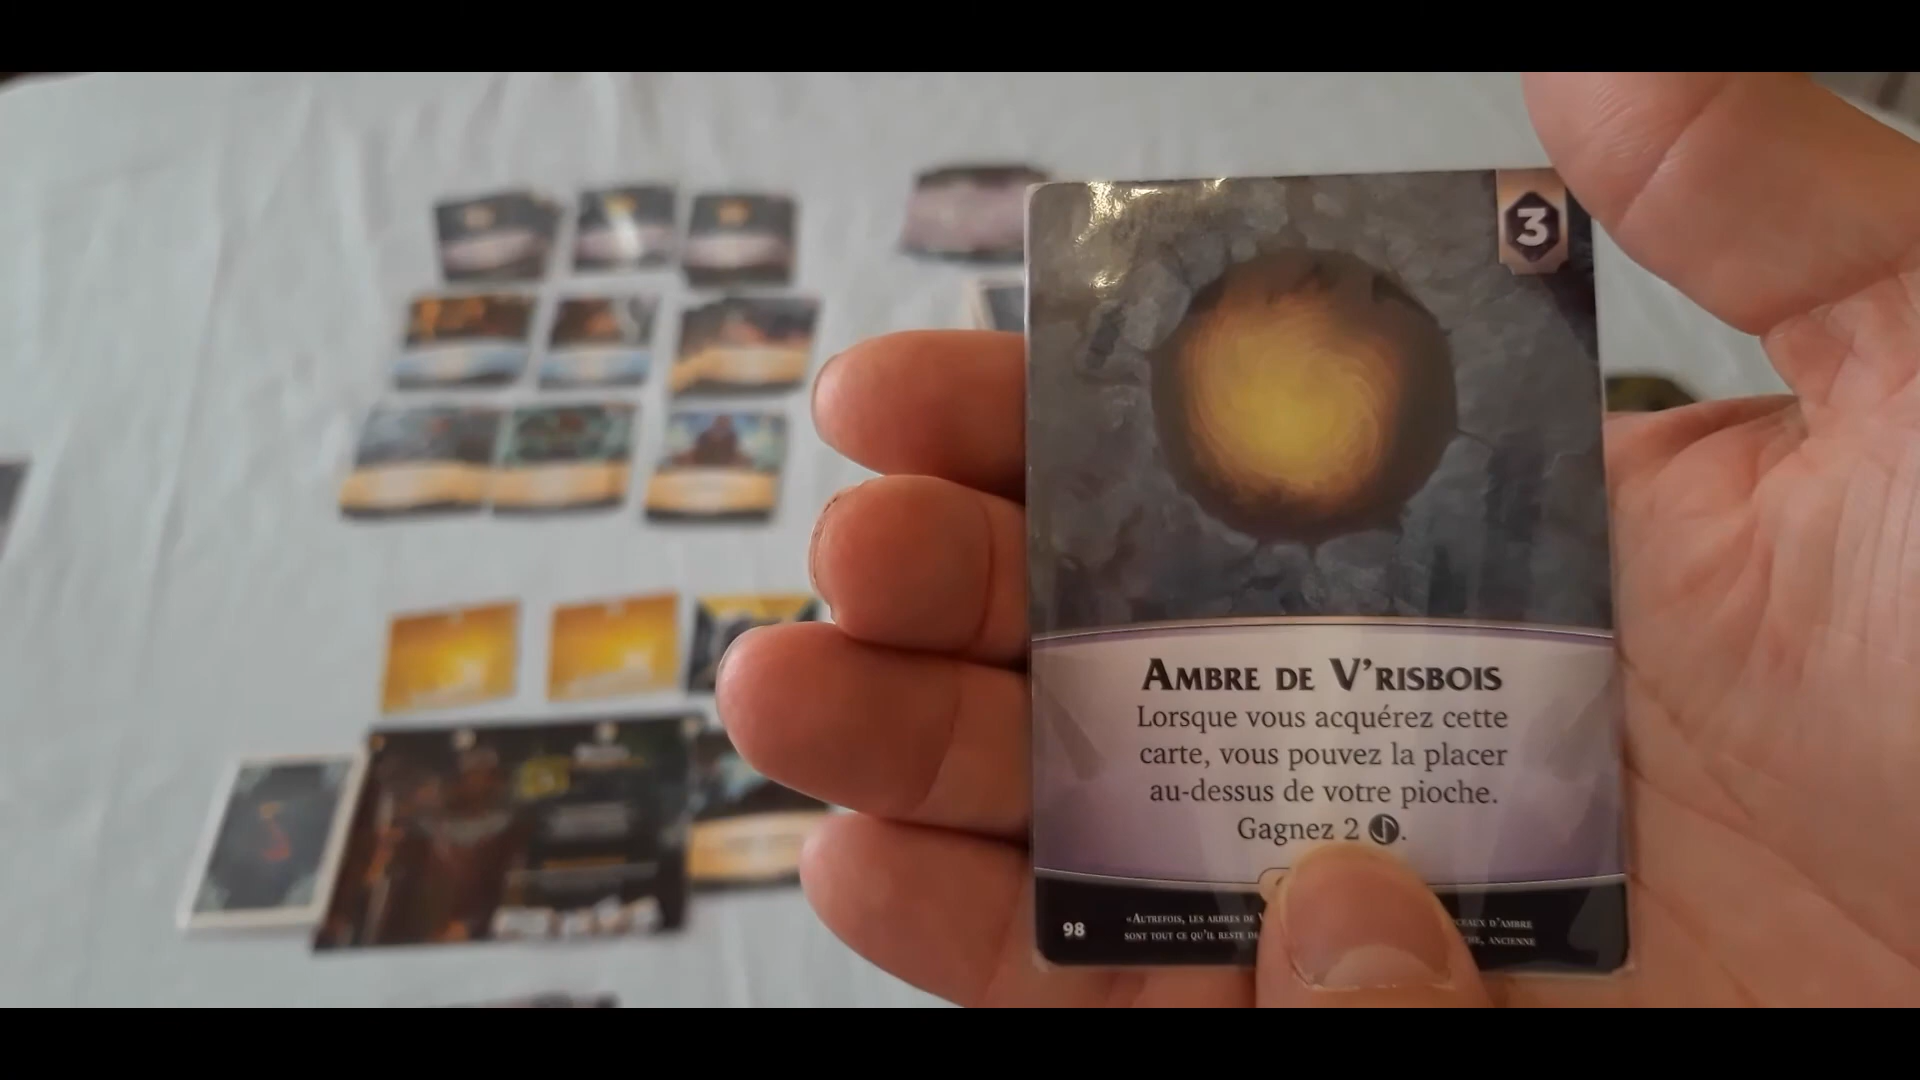 3
AMBRE DE V'RISBOIS
Lorsque vous acquérez cette
carte, vous pouvez la placer
au-dessus de votre pioche.
Gagnez 2 .
98
«AUTREFOIS, LES ARBRES DE D'AMBRE
SONT TOUT CE QU'IL RESTE ANCIENNE